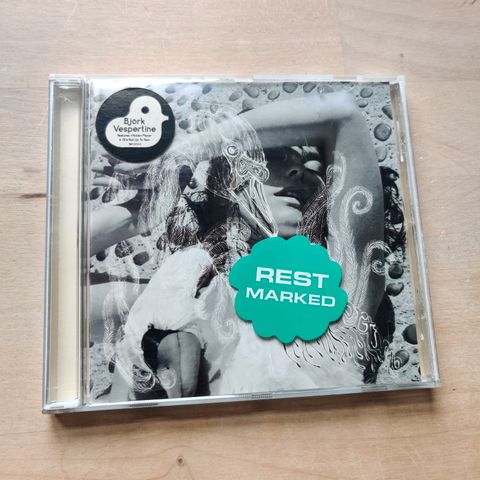 Björk
Vespertine
REST
MARKED